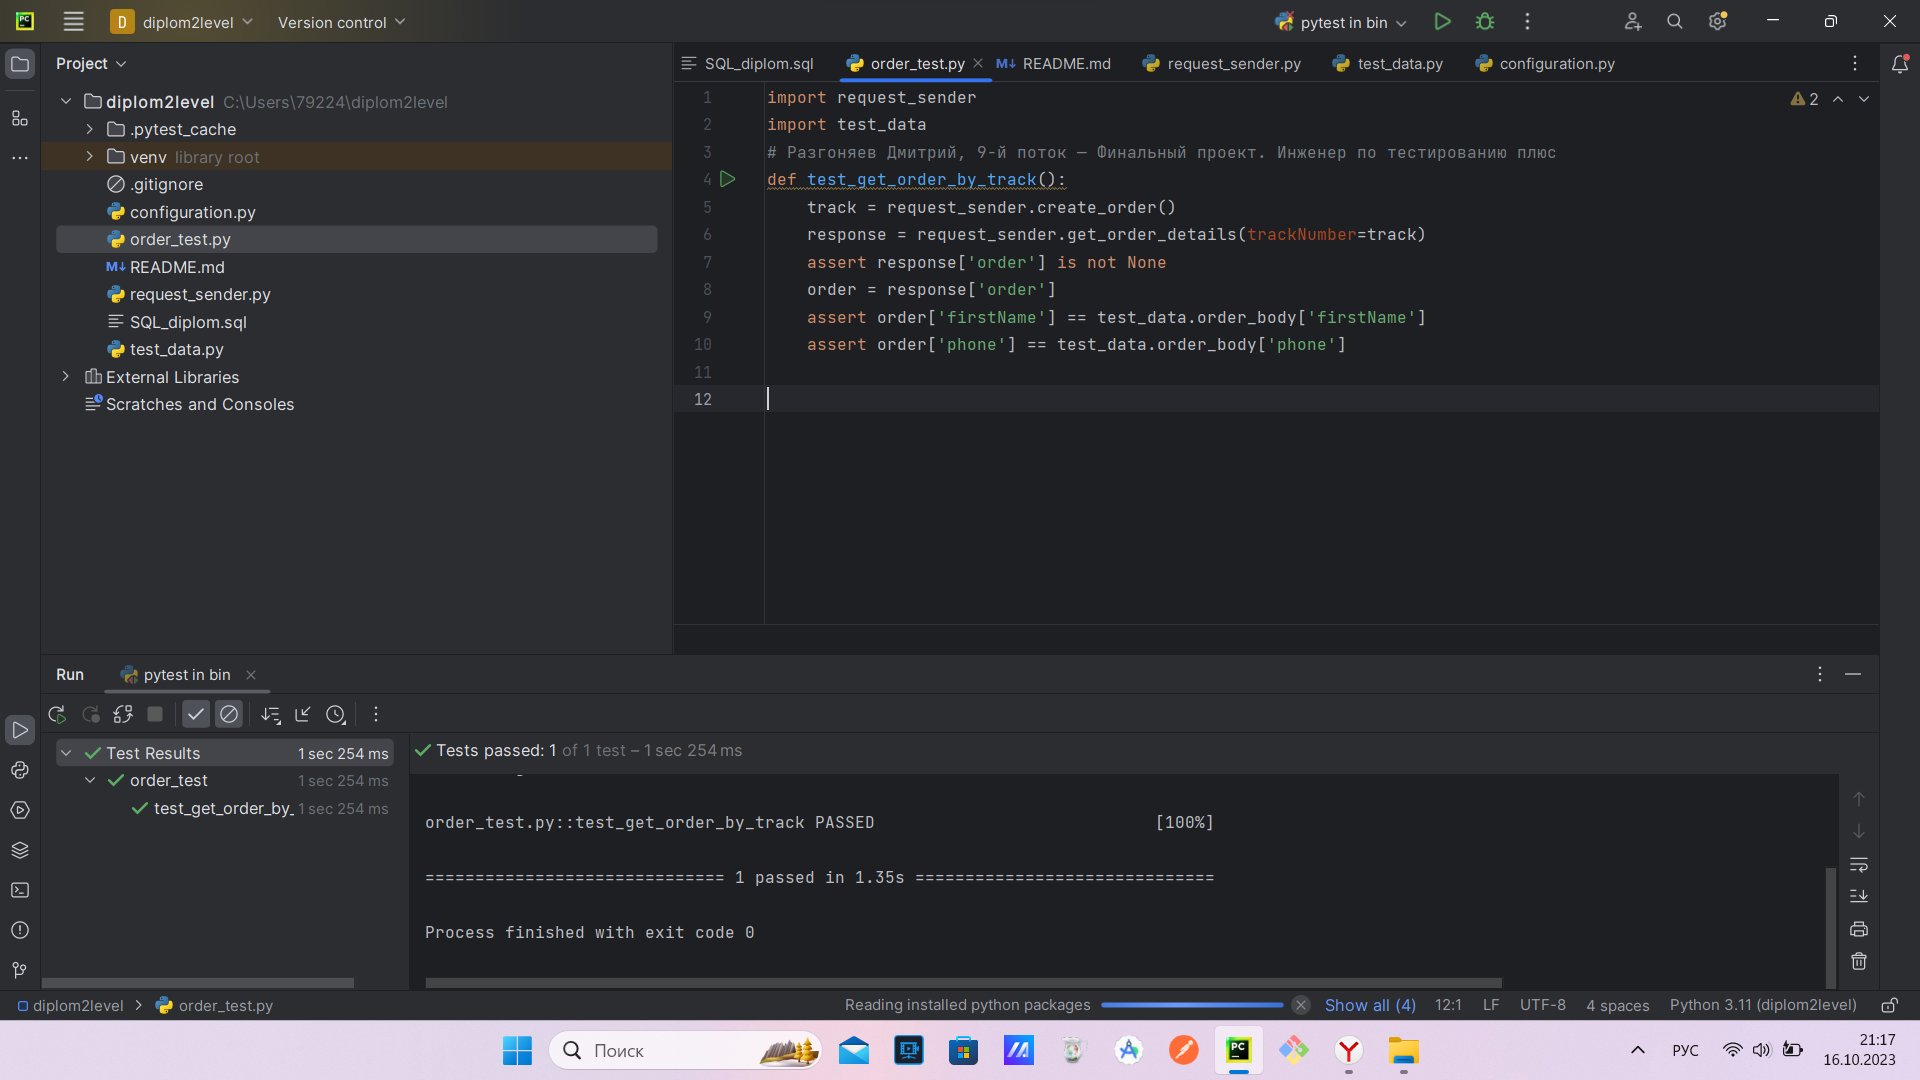 D diplom2level Version control pytest in bin
Project
diplom2level C:\Users\79224\diplom2level
.pytest_cache
venv library root
.gitignore
configuration.py
order_test.py
README.md
request_sender.py
SQL_diplom.sql
test_data.py
External Libraries
Scratches and Consoles
SQL_diplom.sql order_test.py README.md request_sender.py test_data.py configuration.py
2
1 import request_sender
2 import test_data
3 # Разгоняев Дмитрий, 9-й поток — Финальный проект. Инженер по тестированию плюс
4 def test_get_order_by_track():
5 track = request_sender.create_order()
6 response = request_sender.get_order_details(trackNumber=track)
7 assert response['order'] is not None
8 order = response['order']
9 assert order['firstName'] == test_data.order_body['firstName']
10 assert order['phone'] == test_data.order_body['phone']
11
12
Run pytest in bin
Test Results 1 sec 254 ms
order_test 1 sec 254 ms
test_get_order_by_ 1 sec 254 ms
Tests passed: 1 of 1 test – 1 sec 254 ms
order_test.py::test_get_order_by_track PASSED [100%]
============================== 1 passed in 1.35s ==============================
Process finished with exit code 0
diplom2level order_test.py Reading installed python packages Show all (4) 12:1 LF UTF-8 4 spaces Python 3.11 (diplom2level)
Поиск
РУС
21:17
16.10.2023